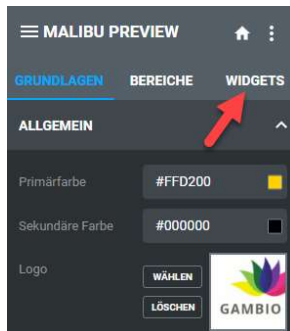 MALIBU PREVIEW
GRUNDLAGEN BEREICHE WIDGETS
ALLGEMEIN
Primärfarbe #FFD200
Sekundäre Farbe #000000
Logo WÄHLEN
LÖSCHEN GAMBIO